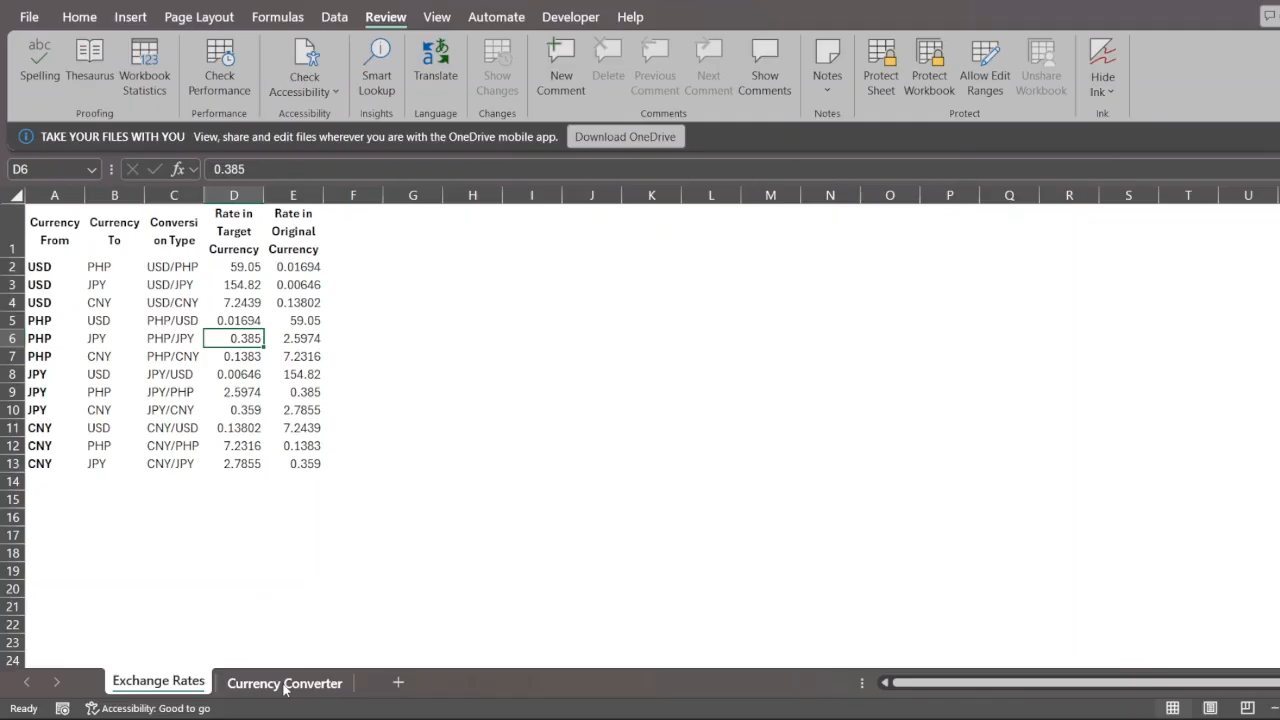 File Home Insert Page Layout Formulas Data Review View Automate Developer Help
abc 123
Spelling Thesaurus Workbook Statistics Check Performance Check Accessibility Smart Lookup Translate Show Changes New Comment Delete Previous Comment Next Comment Show Comments Notes Protect Sheet Protect Workbook Allow Edit Ranges Unshare Workbook Hide Ink
Proofing Performance Accessibility Insights Language Changes Comments Notes Protect Ink
TAKE YOUR FILES WITH YOU View, share and edit files wherever you are with the OneDrive mobile app. Download OneDrive
D6 fx 0.385
A B C D E F G H I J K L M N O P Q R S T U
1 Currency From Currency To Conversi on Type Rate in Target Currency Rate in Original Currency
2 USD PHP USD/PHP 59.05 0.01694
3 USD JPY USD/JPY 154.82 0.00646
4 USD CNY USD/CNY 7.2439 0.13802
5 PHP USD PHP/USD 0.01694 59.05
6 PHP JPY PHP/JPY 0.385 2.5974
7 PHP CNY PHP/CNY 0.1383 7.2316
8 JPY USD JPY/USD 0.00646 154.82
9 JPY PHP JPY/PHP 2.5974 0.385
10 JPY CNY JPY/CNY 0.359 2.7855
11 CNY USD CNY/USD 0.13802 7.2439
12 CNY PHP CNY/PHP 7.2316 0.1383
13 CNY JPY CNY/JPY 2.7855 0.359
14
15
16
17
18
19
20
21
22
23
24
Exchange Rates Currency Converter +
Ready Accessibility: Good to go